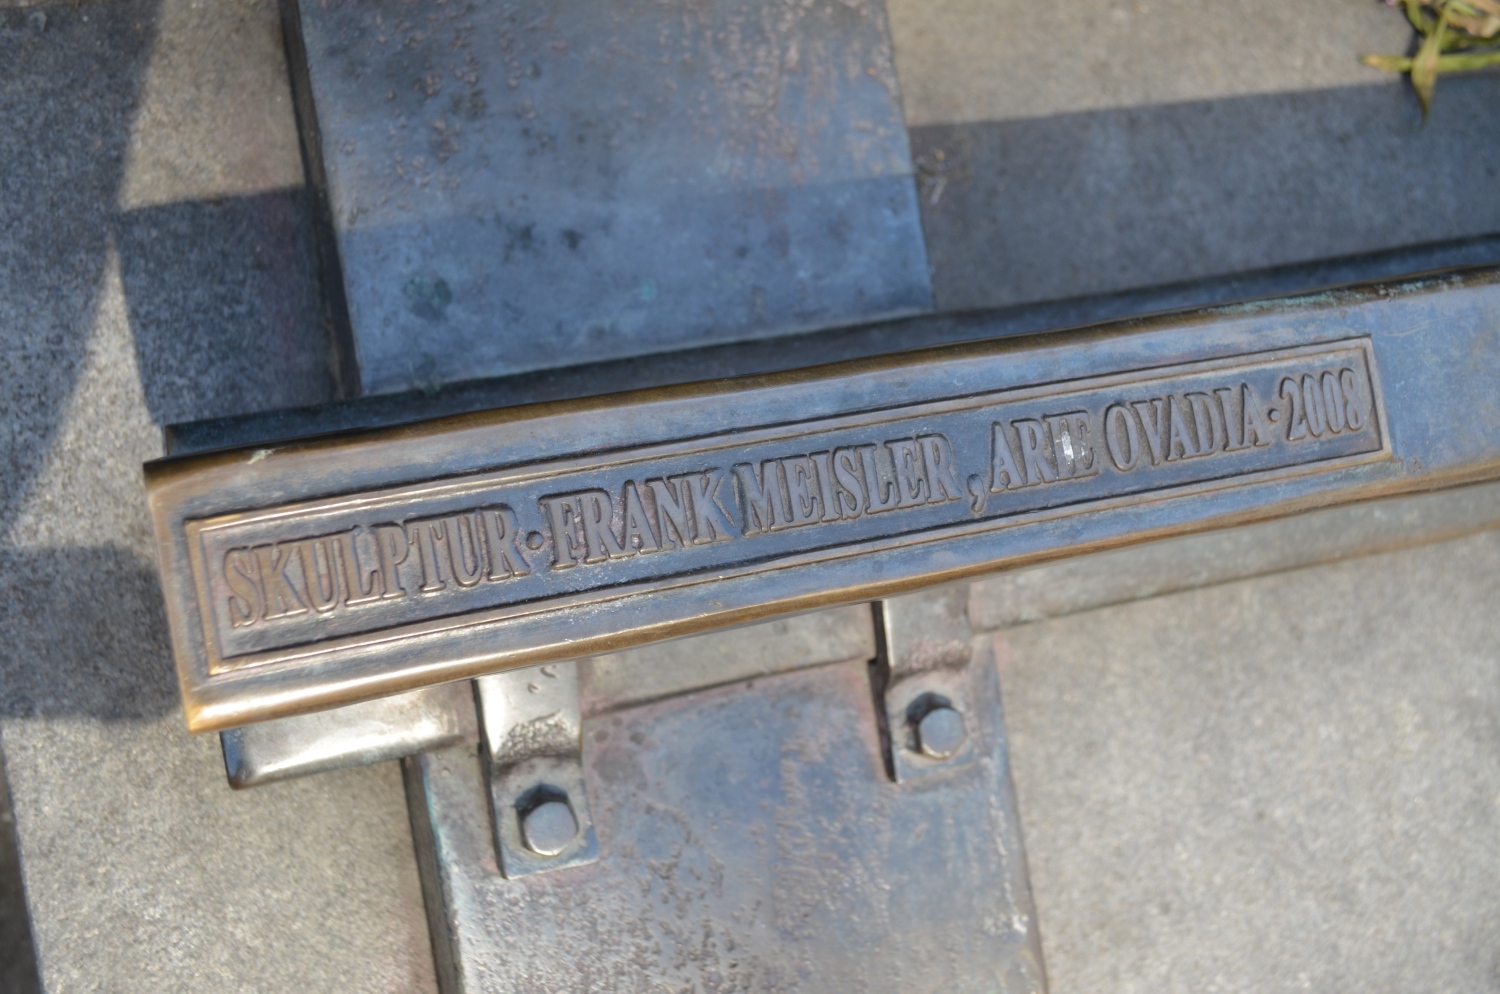 SKULPTUR·FRANK MEISLER, ARIE OVADIA·2008